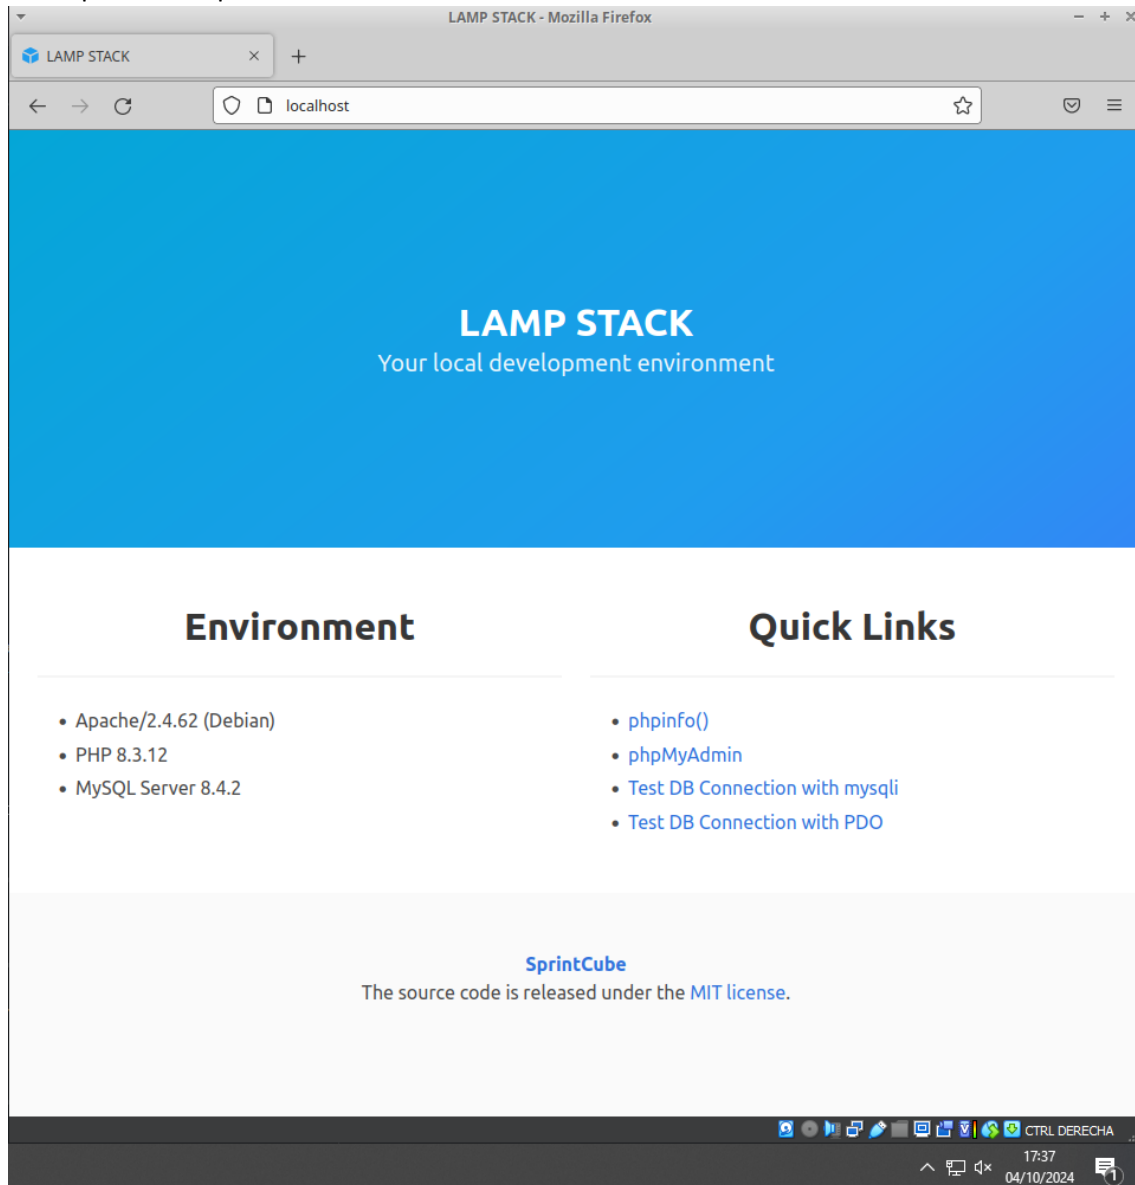 LAMP STACK - Mozilla Firefox
LAMP STACK
localhost
LAMP STACK
Your local development environment
Environment
Apache/2.4.62 (Debian)
PHP 8.3.12
MySQL Server 8.4.2
Quick Links
phpinfo()
phpMyAdmin
Test DB Connection with mysqli
Test DB Connection with PDO
SprintCube
The source code is released under the MIT license.
CTRL DERECHA
17:37
04/10/2024
1